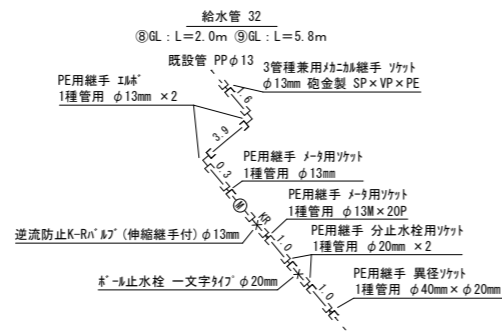 給水管 32
⑧GL : L=2.0m ⑨GL : L=5.8m
既設管 PPφ13
3管種兼用メカニカル継手 ソケット
φ13mm 砲金製 SP×VP×PE
PE用継手 エルボ
1種管用 φ13mm ×2
1.6
3.9
0.3
PE用継手 メータ用ソケット
1種管用 φ13mm
M
PE用継手 メータ用ソケット
1種管用 φ13M×20P
KR
逆流防止K-Rバルブ(伸縮継手付)φ13mm
1.0
PE用継手 分止水栓用ソケット
1種管用 φ20mm ×2
ボール止水栓 一文字タイプ φ20mm
1.0
PE用継手 異径ソケット
1種管用 φ40mm×φ20mm